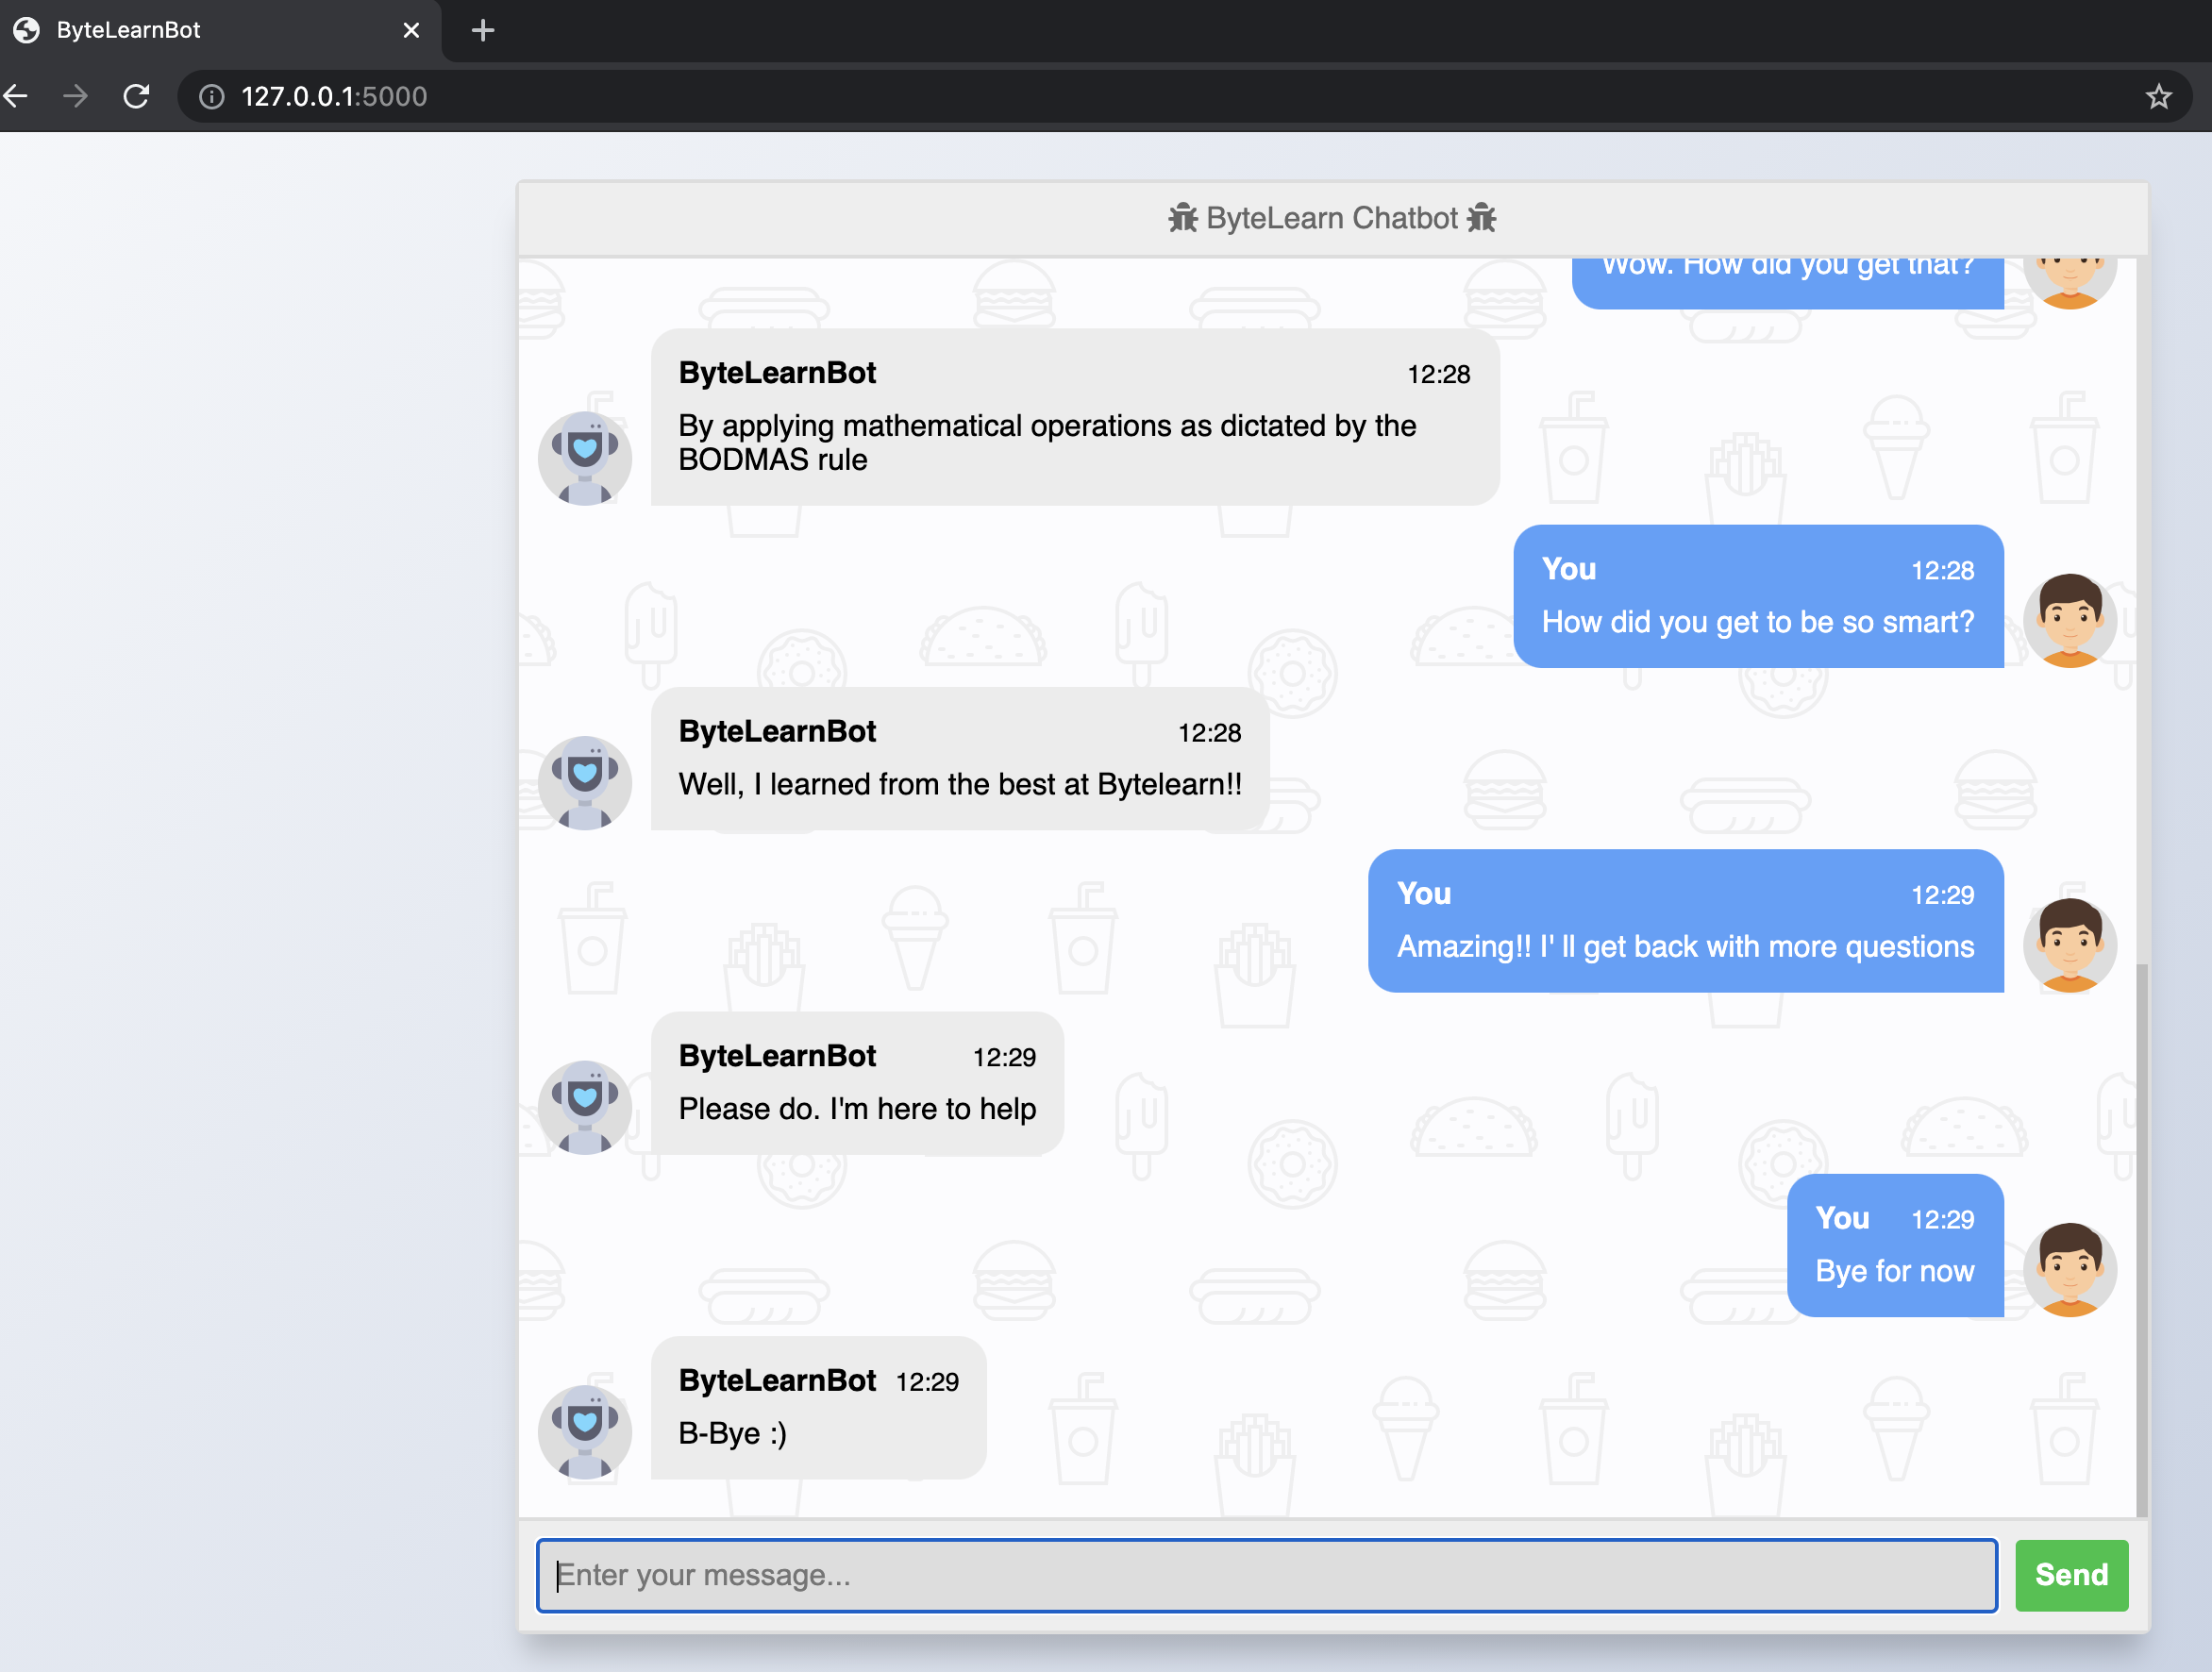 ByteLearnBot
127.0.0.1:5000
ByteLearn Chatbot
Wow. How did you get that?
ByteLearnBot 12:28
By applying mathematical operations as dictated by the
BODMAS rule
You 12:28
How did you get to be so smart?
ByteLearnBot 12:28
Well, I learned from the best at Bytelearn!!
You 12:29
Amazing!! I' ll get back with more questions
ByteLearnBot 12:29
Please do. I'm here to help
You 12:29
Bye for now
ByteLearnBot 12:29
B-Bye :)
Enter your message...
Send